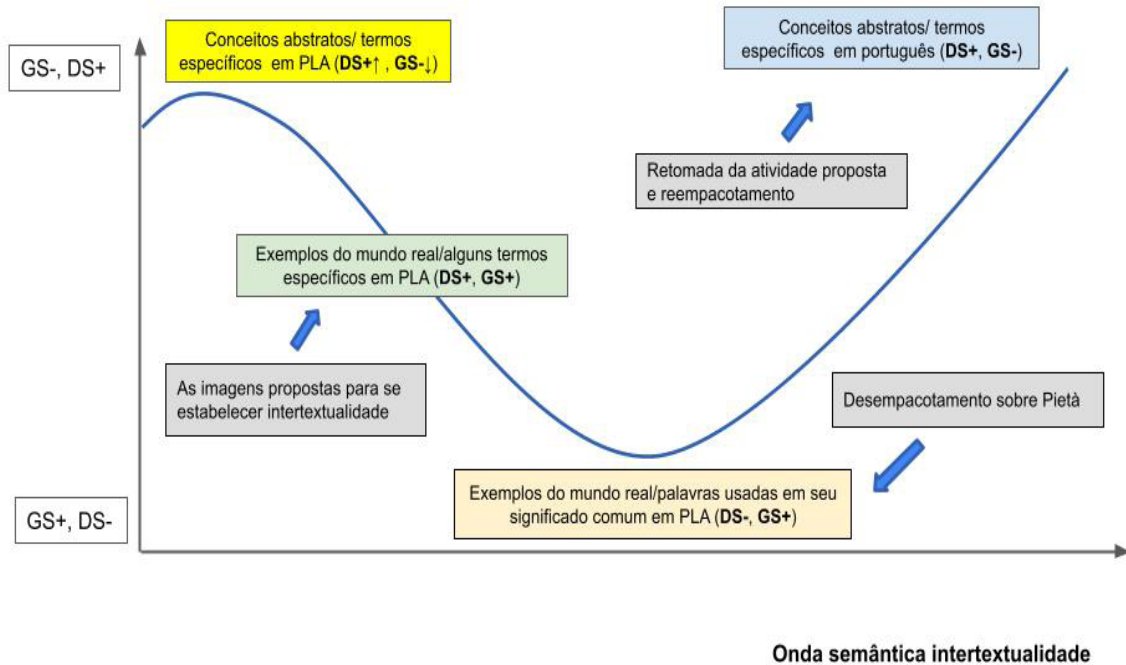 Conceitos abstratos/ termos
específicos em PLA (DS+↑ , GS-↓)
Conceitos abstratos/ termos
específicos em português (DS+, GS-)
GS-, DS+
Retomada da atividade proposta
e reempacotamento
Exemplos do mundo real/alguns termos
específicos em PLA (DS+, GS+)
As imagens propostas para se
estabelecer intertextualidade
Desempacotamento sobre Pietà
Exemplos do mundo real/palavras usadas em seu
significado comum em PLA (DS-, GS+)
GS+, DS-
Onda semântica intertextualidade